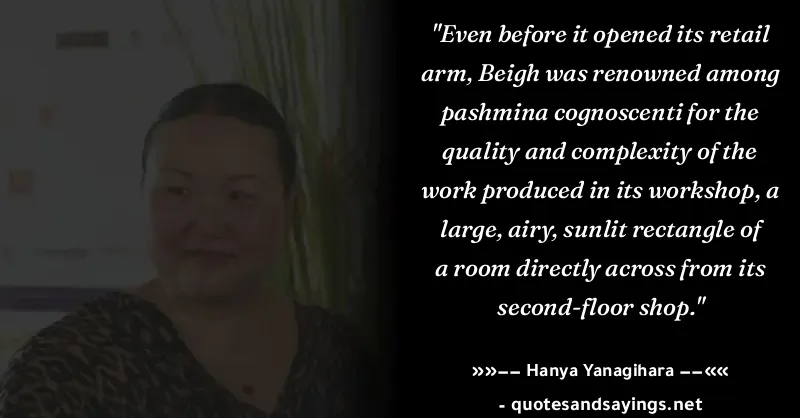 "Even before it opened its retail
arm, Beigh was renowned among
pashmina cognoscenti for the
quality and complexity of the
work produced in its workshop, a
large, airy, sunlit rectangle of
a room directly across from its
second-floor shop."
»»−− Hanya Yanagihara −−««
- quotesandsayings.net